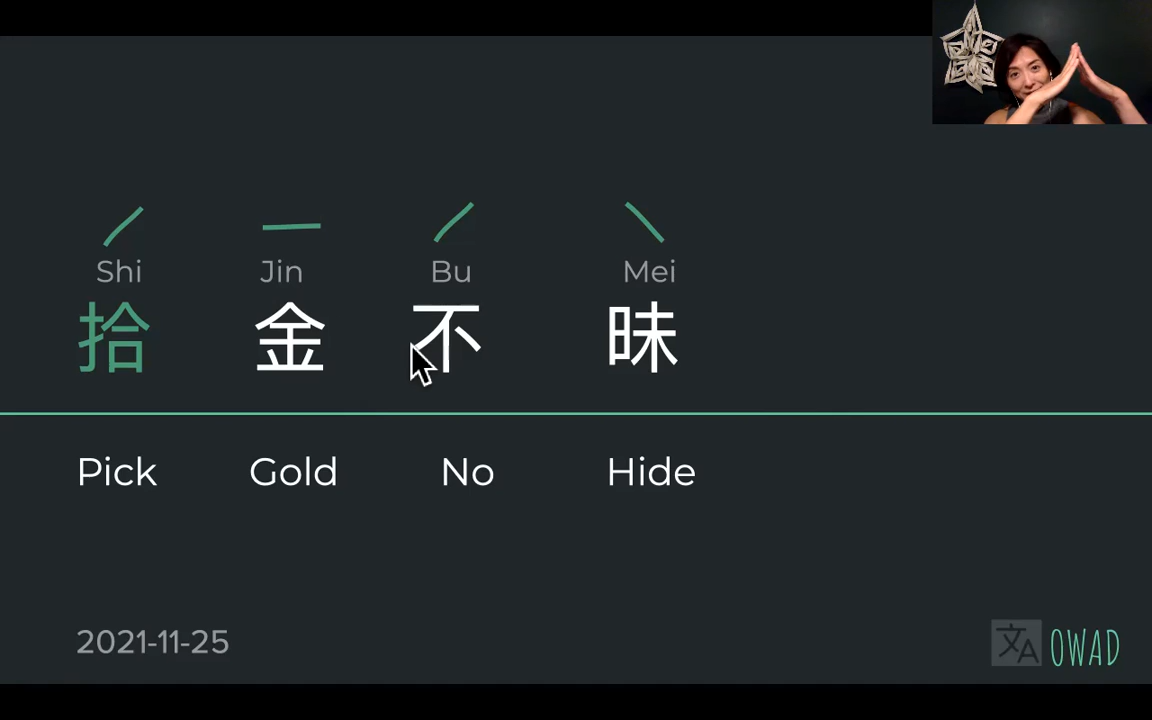 Shi Jin Bu Mei
拾 金 不 昧
Pick Gold No Hide
2021-11-25
文A OWAD